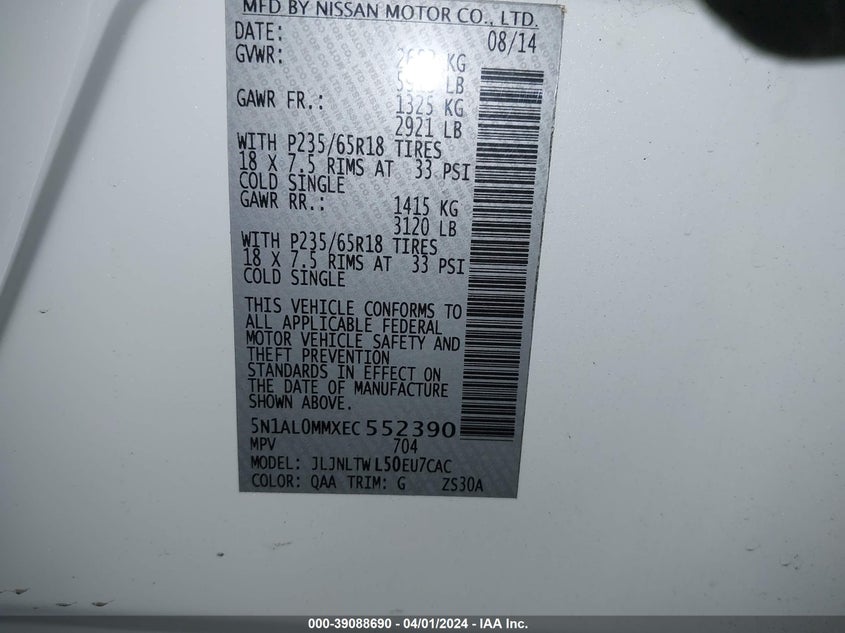 MFD BY NISSAN MOTOR CO., LTD.
DATE: 08/14
GVWR: KG
LB
GAWR FR.: 1325 KG
2921 LB
WITH P235/65R18 TIRES
18 X 7.5 RIMS AT 33 PSI
COLD SINGLE
GAWR RR.: 1415 KG
3120 LB
WITH P235/65R18 TIRES
18 X 7.5 RIMS AT 33 PSI
COLD SINGLE
THIS VEHICLE CONFORMS TO
ALL APPLICABLE FEDERAL
MOTOR VEHICLE SAFETY AND
THEFT PREVENTION
STANDARDS IN EFFECT ON
THE DATE OF MANUFACTURE
SHOWN ABOVE.
5N1AL0MMXEC552390
MPV 704
MODEL: JLJNLTWL50EU7CAC
COLOR: QAA TRIM: G ZS30A
000-39088690 - 04/01/2024 - IAA Inc.